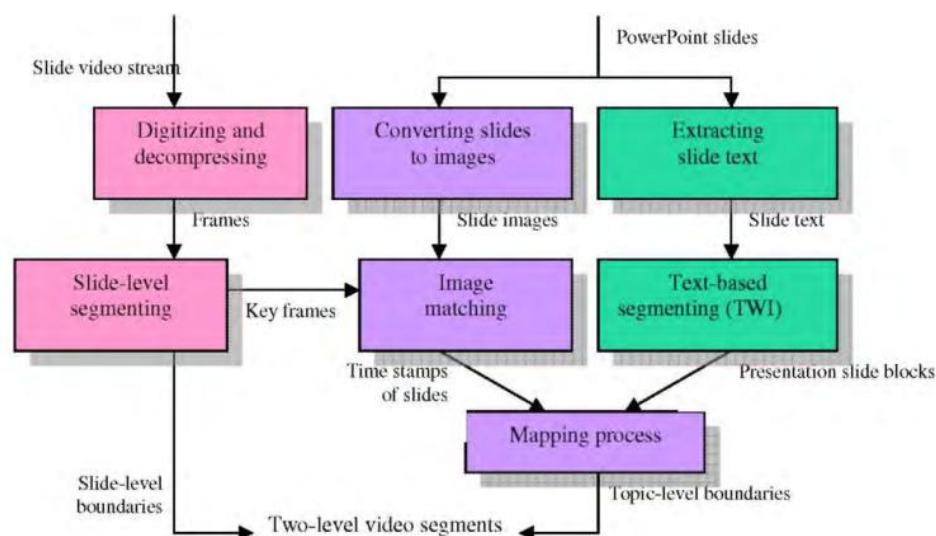 PowerPoint slides
Slide video stream
Digitizing and
decompressing
Converting slides
to images
Extracting
slide text
Frames
Slide images
Slide text
Slide-level
segmenting
Key frames
Image
matching
Text-based
segmenting (TWI)
Time stamps
of slides
Presentation slide blocks
Mapping process
Slide-level
boundaries
Topic-level boundaries
Two-level video segments